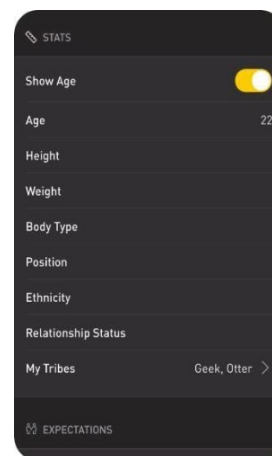 STATS
Show Age
Age 22
Height
Weight
Body Type
Position
Ethnicity
Relationship Status
My Tribes Geek, Otter >
EXPECTATIONS